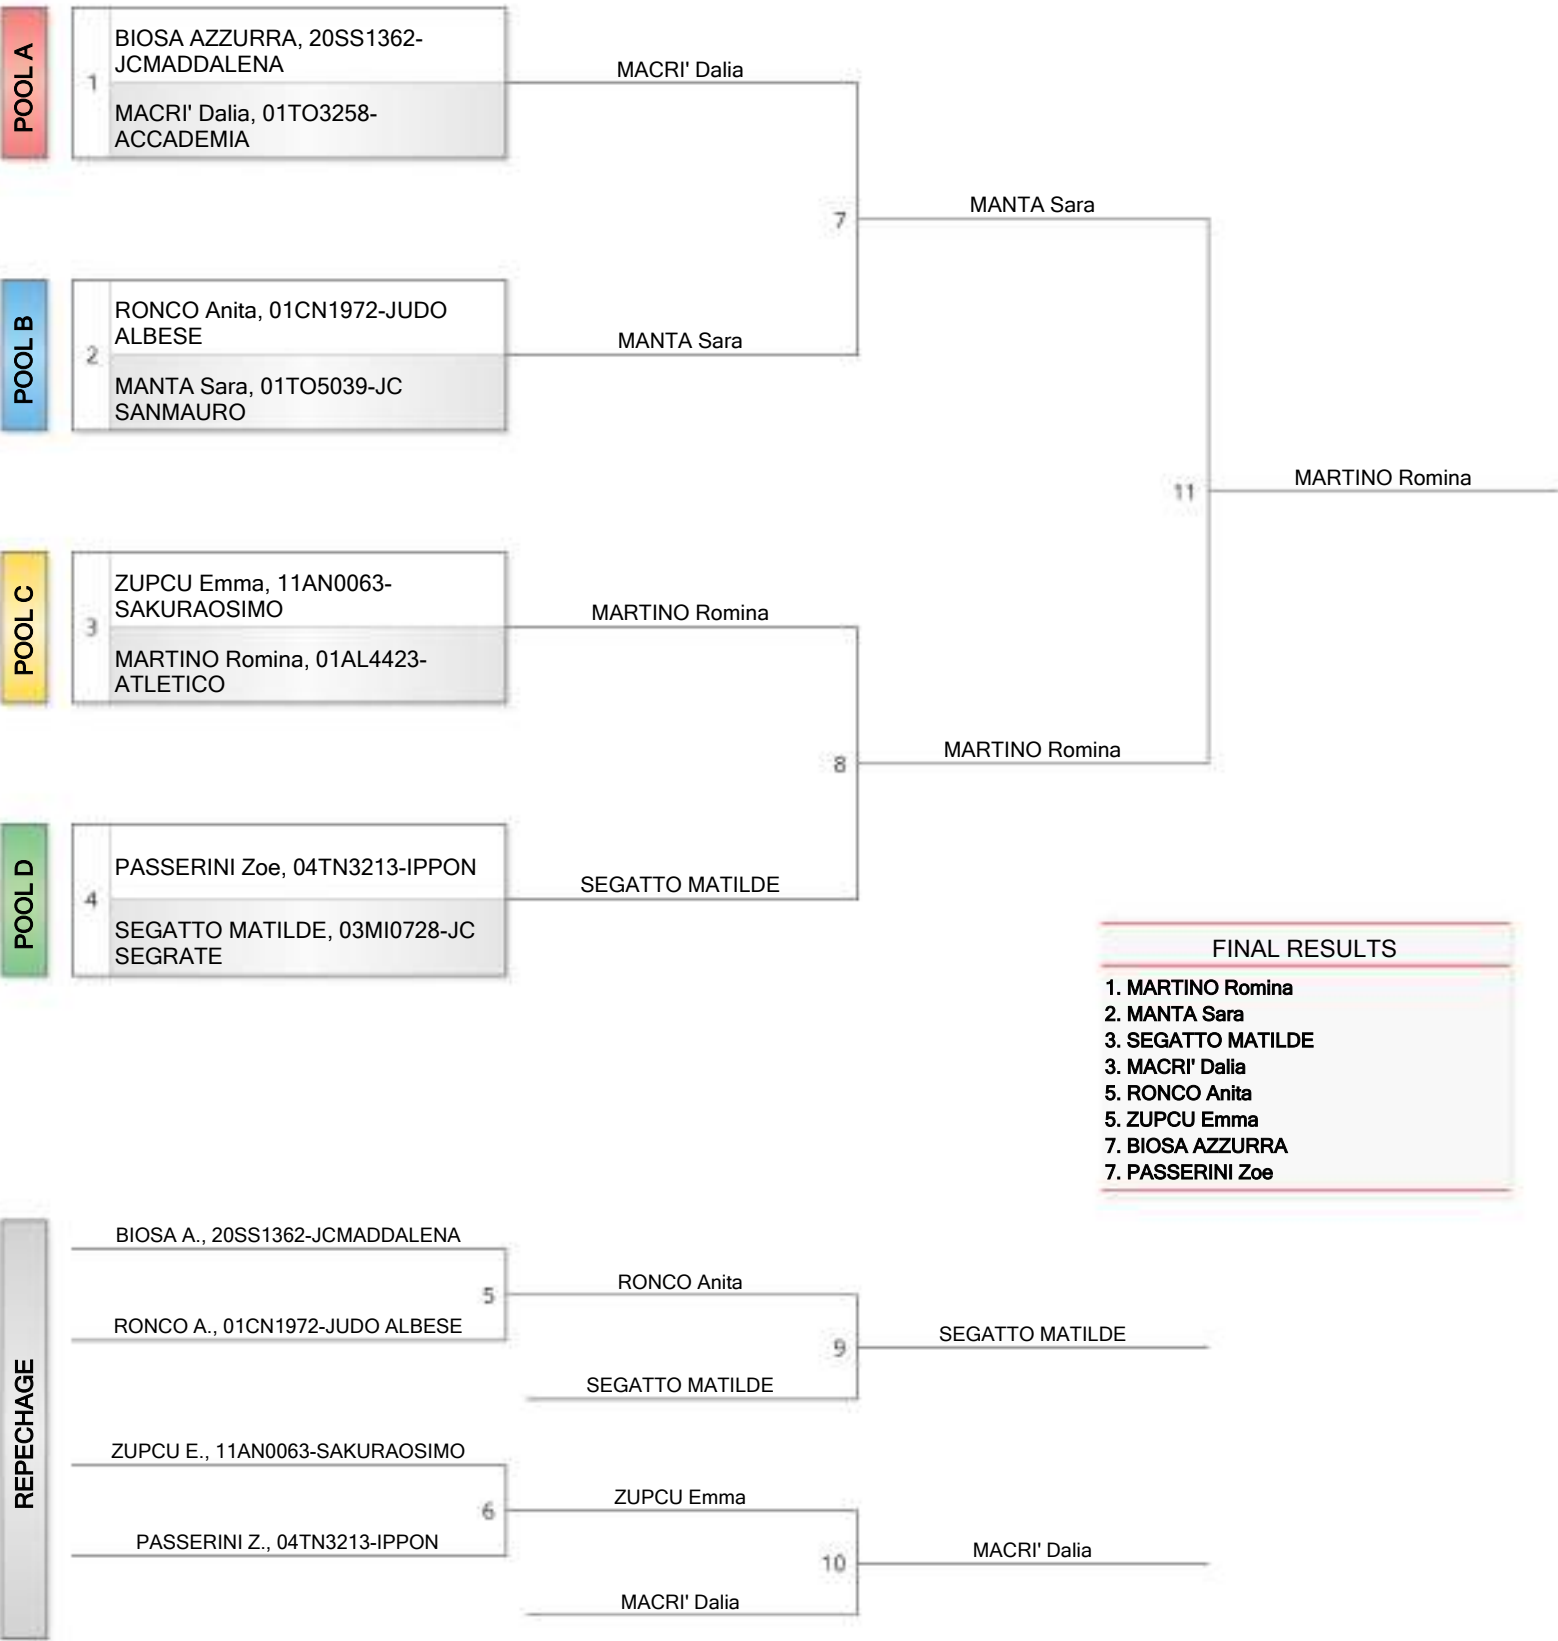 POOL A
1
BIOSA AZZURRA, 20SS1362-
JCMADDALENA
MACRI' Dalia, 01TO3258-
ACCADEMIA
MACRI' Dalia
7
MANTA Sara
POOL B
2
RONCO Anita, 01CN1972-JUDO
ALBESE
MANTA Sara, 01TO5039-JC
SANMAURO
MANTA Sara
11
MARTINO Romina
POOL C
3
ZUPCU Emma, 11AN0063-
SAKURAOSIMO
MARTINO Romina, 01AL4423-
ATLETICO
MARTINO Romina
8
MARTINO Romina
POOL D
4
PASSERINI Zoe, 04TN3213-IPPON
SEGATTO MATILDE, 03MI0728-JC
SEGRATE
SEGATTO MATILDE
FINAL RESULTS
1. MARTINO Romina
2. MANTA Sara
3. SEGATTO MATILDE
3. MACRI' Dalia
5. RONCO Anita
5. ZUPCU Emma
7. BIOSA AZZURRA
7. PASSERINI Zoe
REPECHAGE
BIOSA A., 20SS1362-JCMADDALENA
5
RONCO A., 01CN1972-JUDO ALBESE
RONCO Anita
9
SEGATTO MATILDE
SEGATTO MATILDE
ZUPCU E., 11AN0063-SAKURAOSIMO
6
PASSERINI Z., 04TN3213-IPPON
ZUPCU Emma
10
MACRI' Dalia
MACRI' Dalia